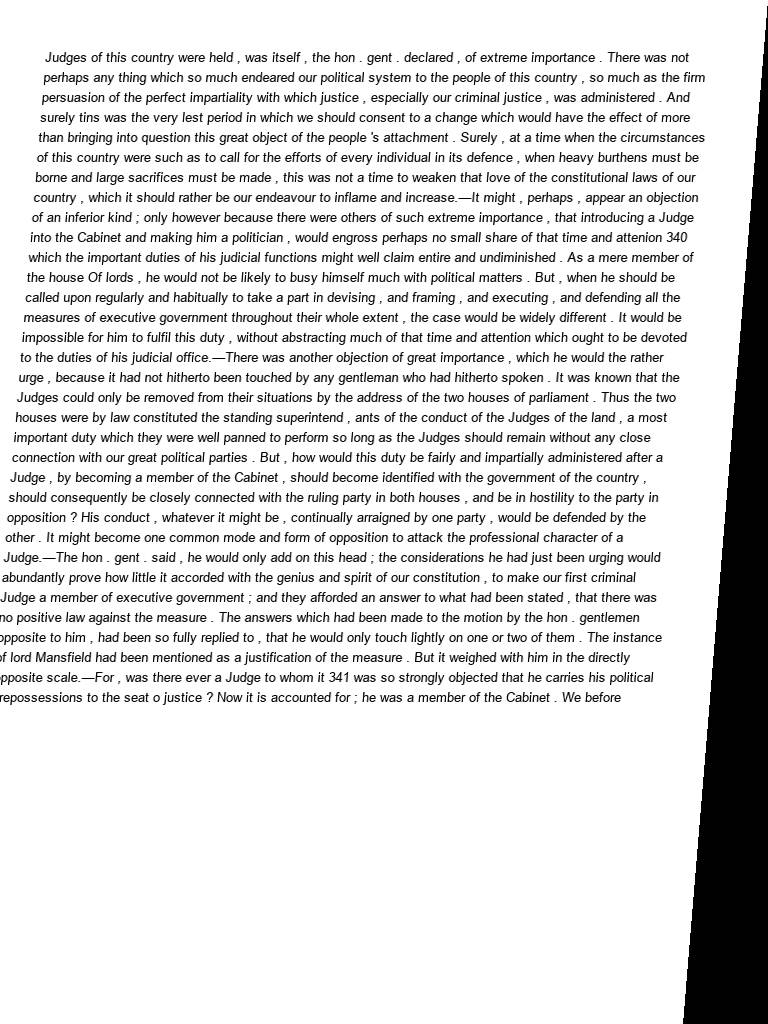 Judges of this country were held , was itself , the hon . gent . declared , of extreme importance . There was not
perhaps any thing which so much endeared our political system to the people of this country , so much as the firm
persuasion of the perfect impartiality with which justice , especially our criminal justice , was administered . And
surely tins was the very lest period in which we should consent to a change which would have the effect of more
than bringing into question this great object of the people 's attachment . Surely , at a time when the circumstances
of this country were such as to call for the efforts of every individual in its defence , when heavy burthens must be
borne and large sacrifices must be made , this was not a time to weaken that love of the constitutional laws of our
country , which it should rather be our endeavour to inflame and increase.—It might , perhaps , appear an objection
of an inferior kind ; only however because there were others of such extreme importance , that introducing a Judge
into the Cabinet and making him a politician , would engross perhaps no small share of that time and attenion 340
which the important duties of his judicial functions might well claim entire and undiminished . As a mere member of
the house Of lords , he would not be likely to busy himself much with political matters . But , when he should be
called upon regularly and habitually to take a part in devising , and framing , and executing , and defending all the
measures of executive government throughout their whole extent , the case would be widely different . It would be
impossible for him to fulfil this duty , without abstracting much of that time and attention which ought to be devoted
to the duties of his judicial office.—There was another objection of great importance , which he would the rather
urge , because it had not hitherto been touched by any gentleman who had hitherto spoken . It was known that the
Judges could only be removed from their situations by the address of the two houses of parliament . Thus the two
houses were by law constituted the standing superintend , ants of the conduct of the Judges of the land , a most
important duty which they were well panned to perform so long as the Judges should remain without any close
connection with our great political parties . But , how would this duty be fairly and impartially administered after a
Judge , by becoming a member of the Cabinet , should become identified with the government of the country ,
should consequently be closely connected with the ruling party in both houses , and be in hostility to the party in
opposition ? His conduct , whatever it might be , continually arraigned by one party , would be defended by the
other . It might become one common mode and form of opposition to attack the professional character of a
Judge.—The hon . gent . said , he would only add on this head ; the considerations he had just been urging would
abundantly prove how little it accorded with the genius and spirit of our constitution , to make our first criminal
Judge a member of executive government ; and they afforded an answer to what had been stated , that there was
no positive law against the measure . The answers which had been made to the motion by the hon . gentlemen
opposite to him , had been so fully replied to , that he would only touch lightly on one or two of them . The instance
of lord Mansfield had been mentioned as a justification of the measure . But it weighed with him in the directly
opposite scale.—For , was there ever a Judge to whom it 341 was so strongly objected that he carries his political
repossessions to the seat o justice ? Now it is accounted for ; he was a member of the Cabinet . We before